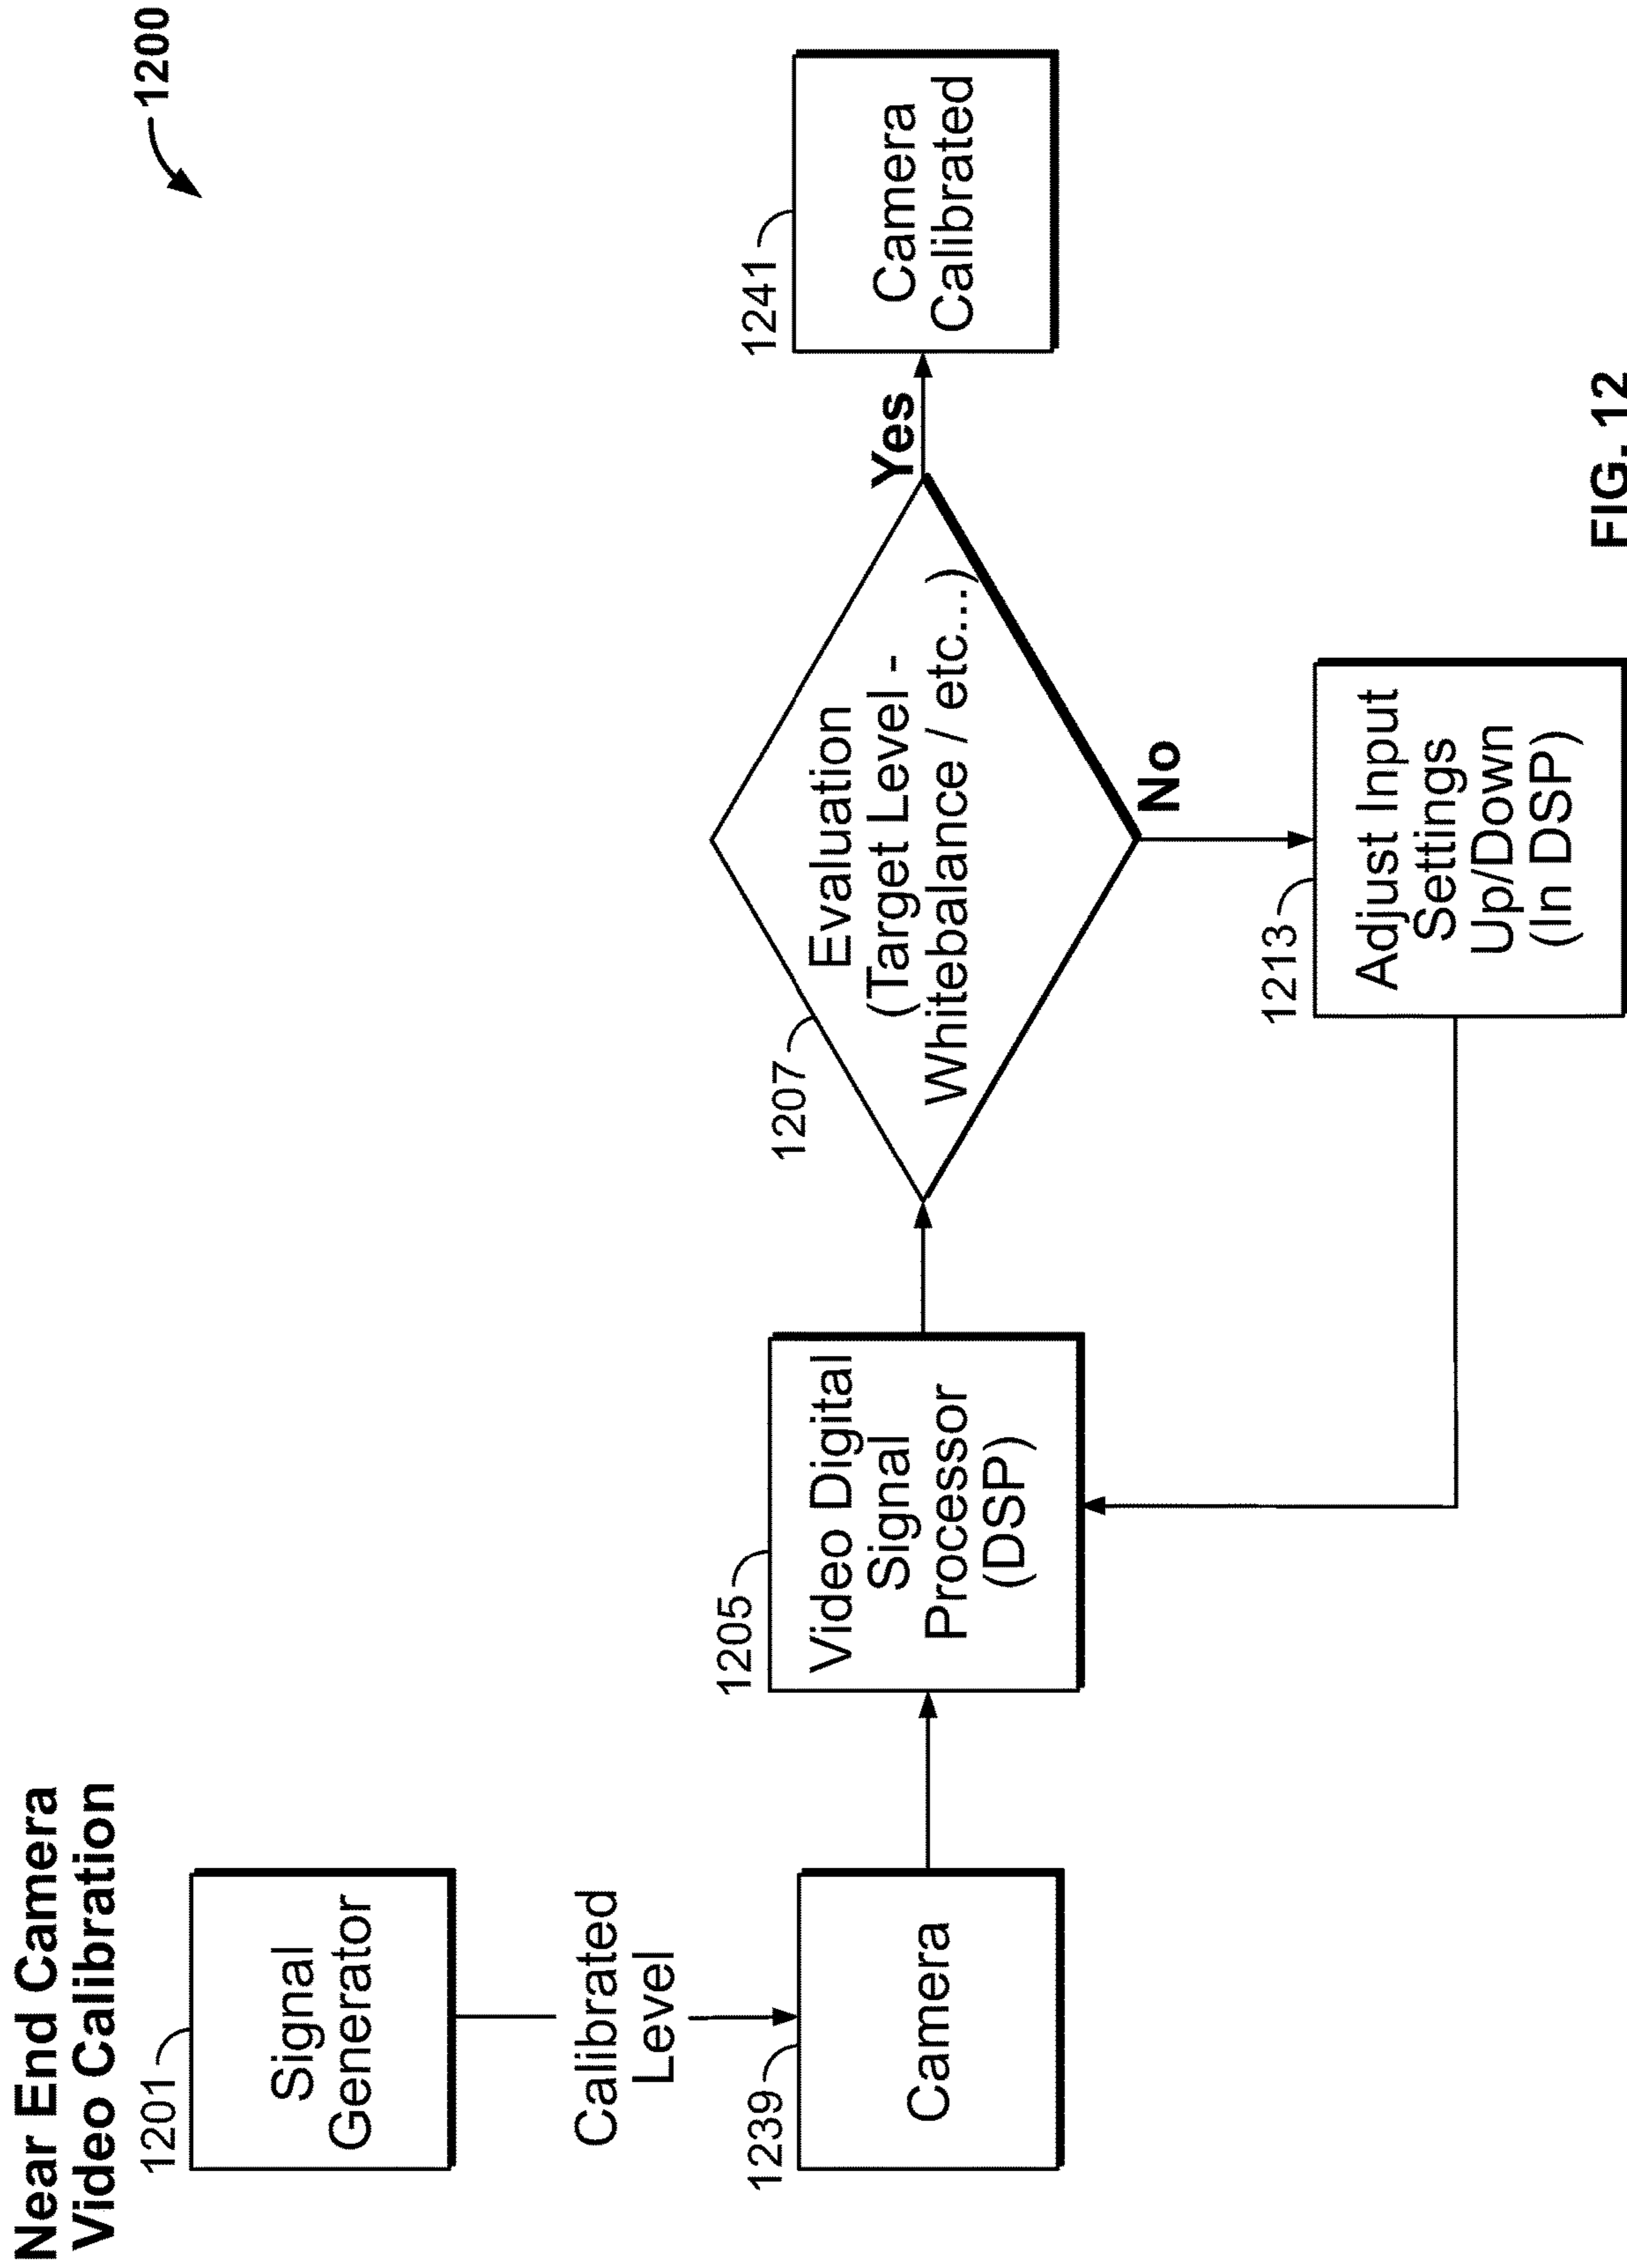 Near End Camera
Video Calibration
1200
1201
Signal
Generator
Calibrated
Level
1239
Camera
1205
Video Digital
Signal
Processor
(DSP)
1207
Evaluation
(Target Level -
Whitebalance / etc...)
Yes
1241
Camera
Calibrated
No
1213
Adjust Input
Settings
Up/Down
(In DSP)
FIG. 12